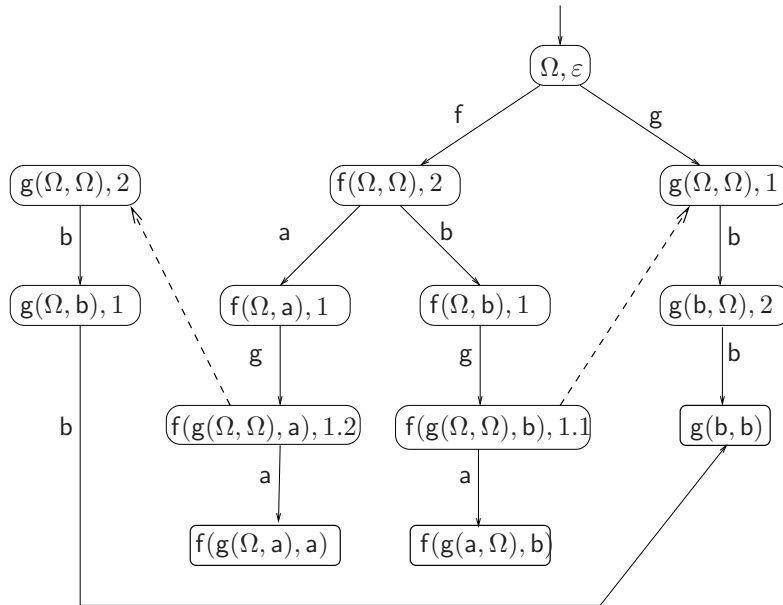 Ω, ε
f g
g(Ω, Ω), 2 f(Ω, Ω), 2 g(Ω, Ω), 1
b a b b
g(Ω, b), 1 f(Ω, a), 1 f(Ω, b), 1 g(b, Ω), 2
g g b
b f(g(Ω, Ω), a), 1.2 f(g(Ω, Ω), b), 1.1 g(b, b)
a a
f(g(Ω, a), a) f(g(a, Ω), b)